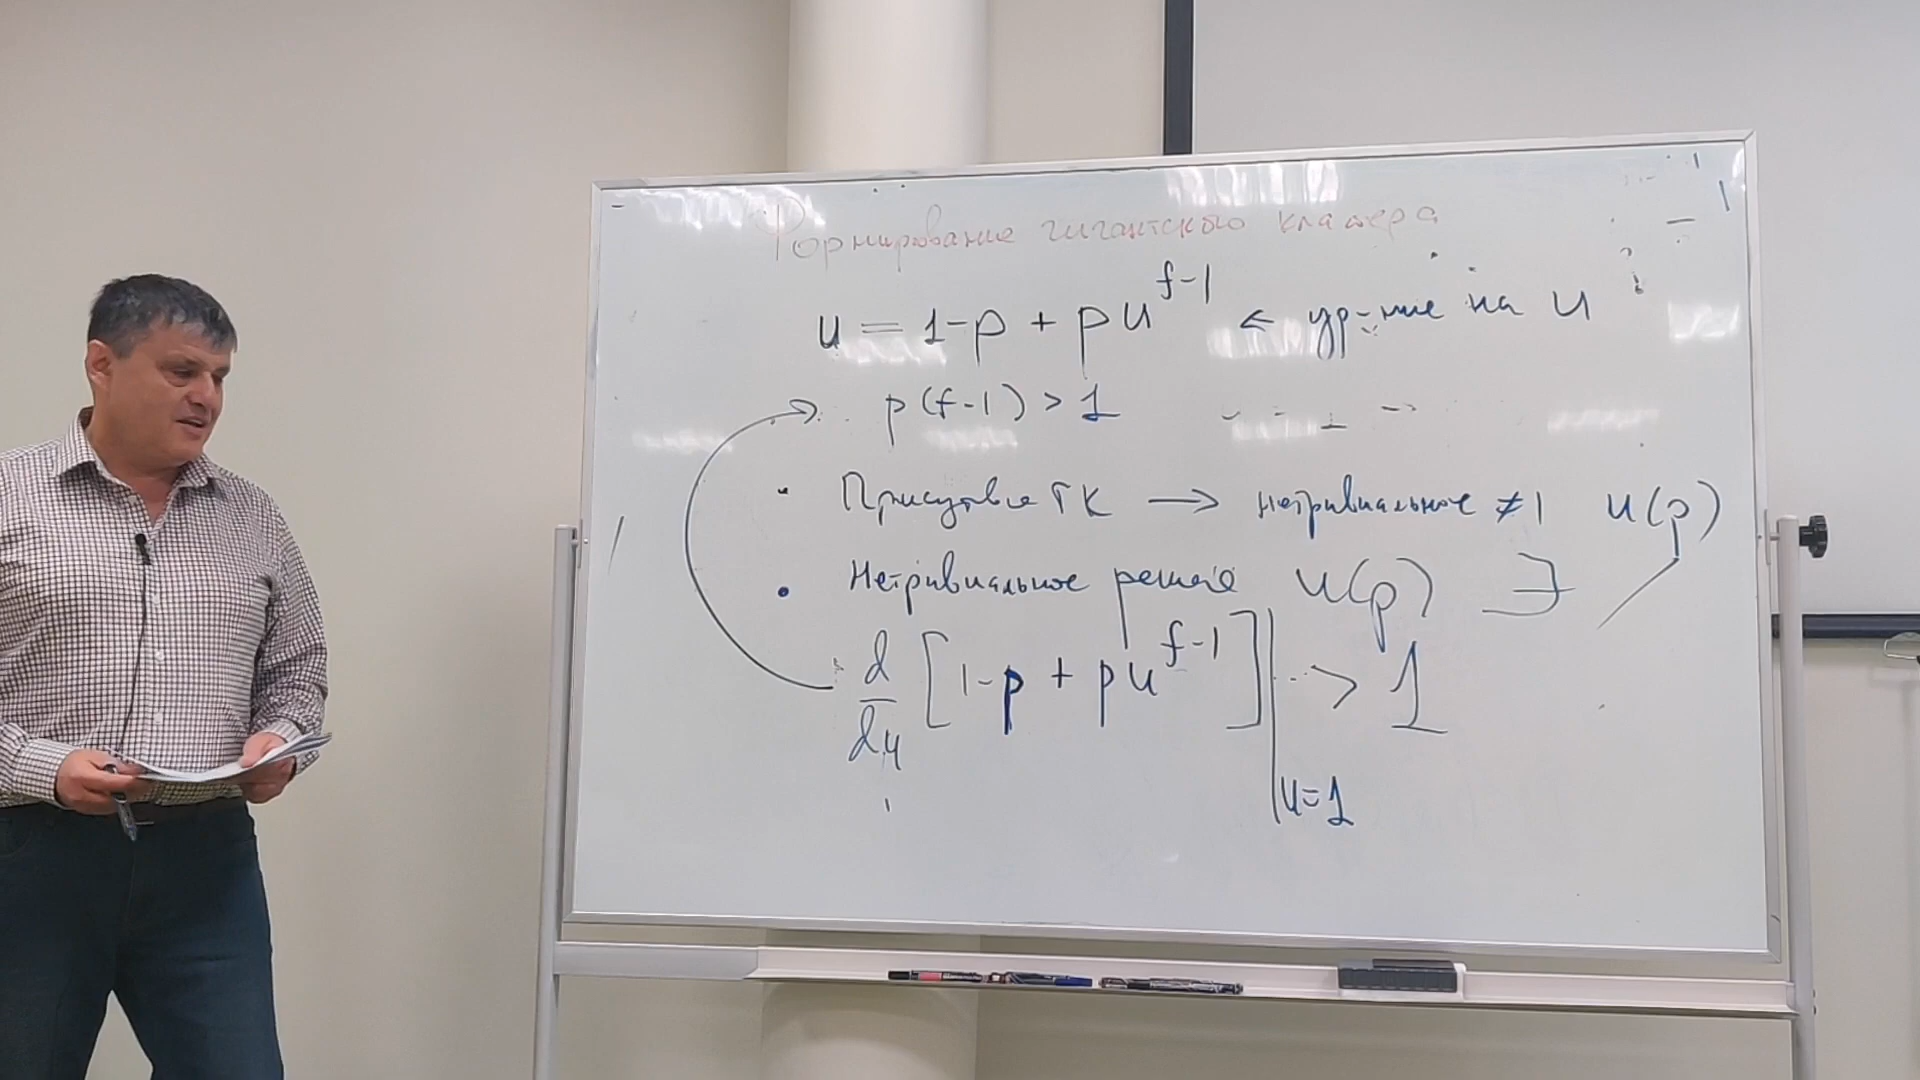 Формирование гигантского кластера
u = 1-p + pu^{f-1} ← ур-ние на u
p(f-1) > 1
• Присутствие ГК → нетривиальное ≠1 u(p)
• Нетривиальное решение u(p) ∃
d/du [1-p + pu^{f-1}]|_{u=1} > 1